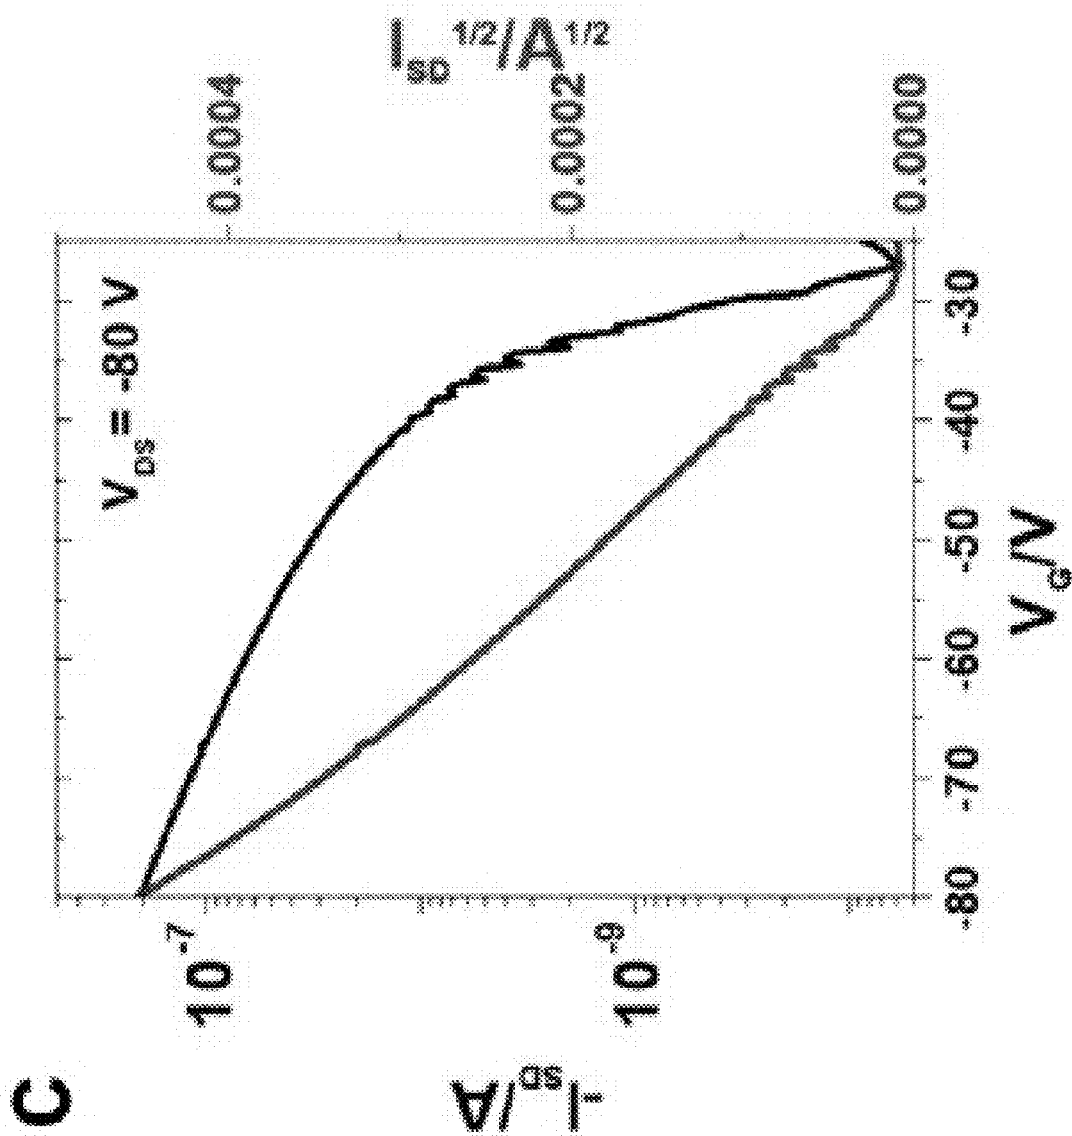 C
V_DS = -80 V
-I_SD/A
10^-7
10^-9
I_SD^1/2/A^1/2
0.0004
0.0002
0.0000
-80 -70 -60 -50 -40 -30
V_G/V